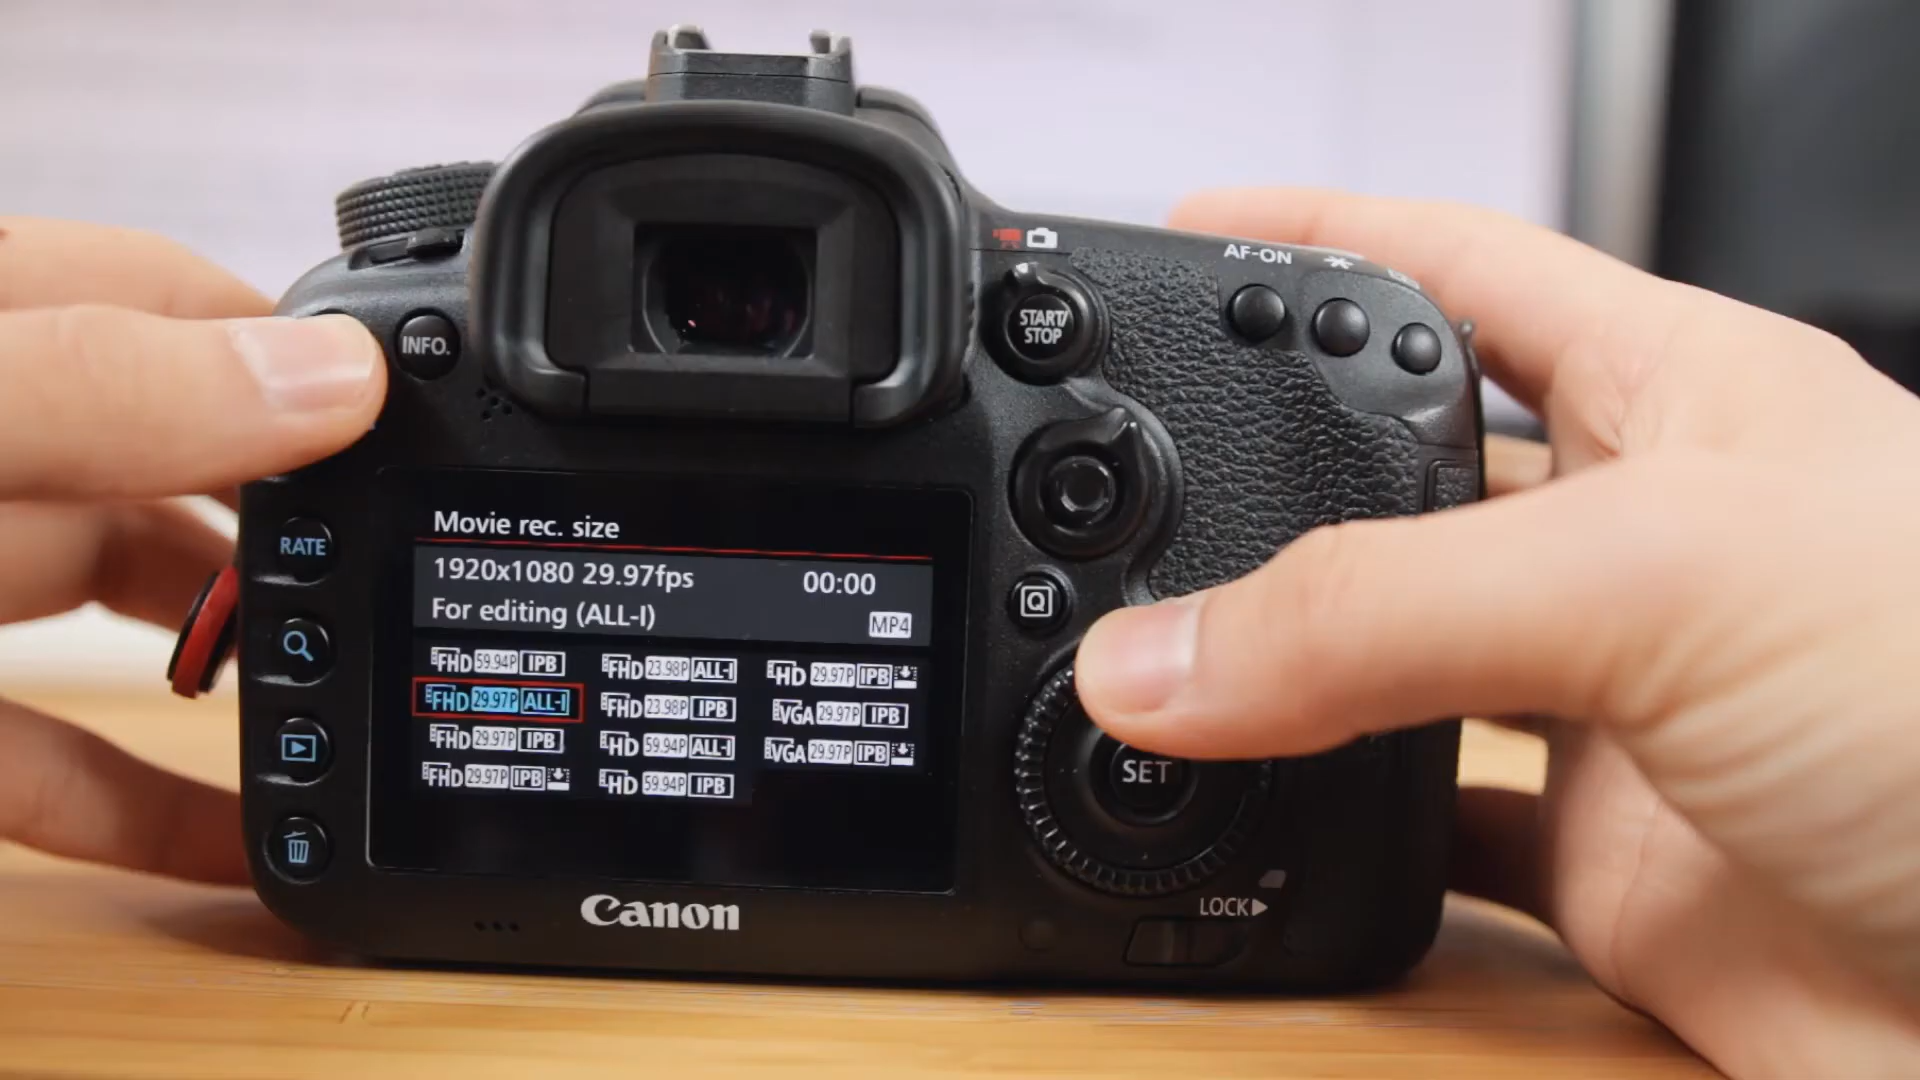 AF-ON
INFO.
START/
STOP
RATE
Q
SET
LOCK
Canon
Movie rec. size
1920x1080 29.97fps 00:00
For editing (ALL-I) MP4
FHD 59.94P IPB FHD 23.98P ALL-I HD 29.97P IPB
FHD 29.97P ALL-I FHD 23.98P IPB VGA 29.97P IPB
FHD 29.97P IPB HD 59.94P ALL-I VGA 29.97P IPB
FHD 29.97P IPB HD 59.94P IPB